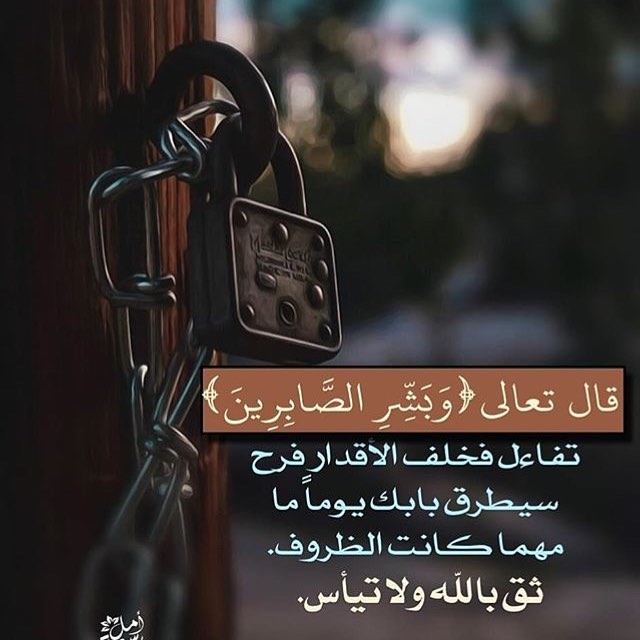 قال تعالى ﴿وَبَشِّرِ الصَّابِرِينَ﴾
تفاءل فخلف الأقدار فرح
سيطرق بابك يوماً ما
مهما كانت الظروف.
ثق بالله ولا تيأس.
أمل